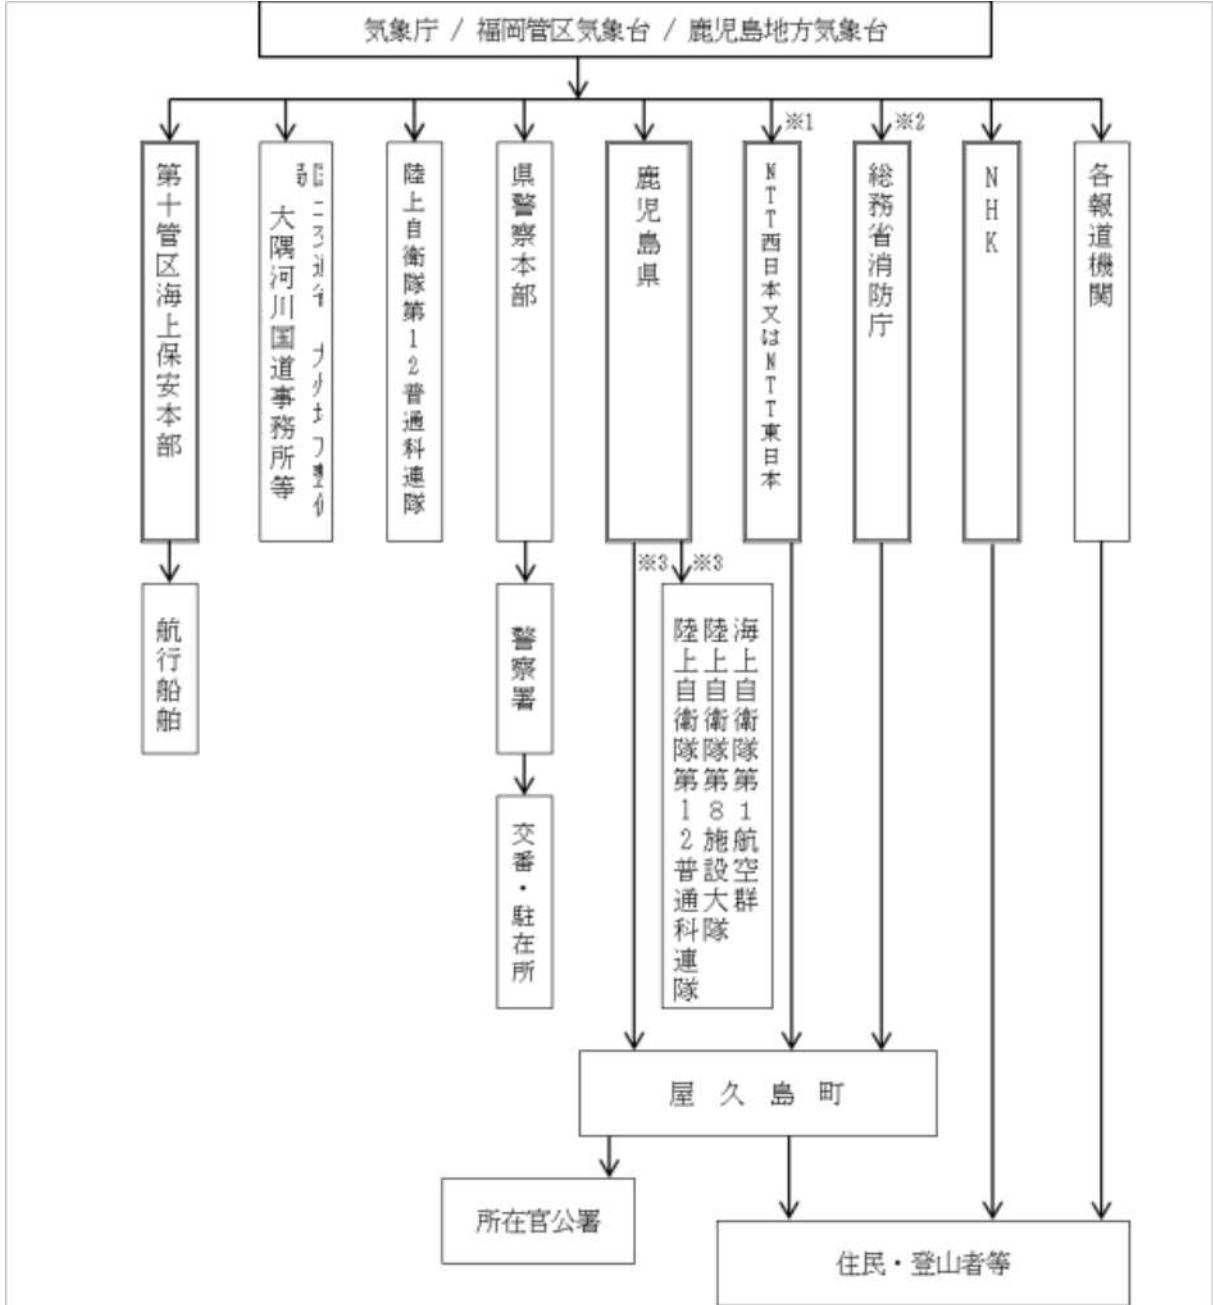 気象庁 / 福岡管区気象台 / 鹿児島地方気象台
※1
※2
第十管区海上保安本部
大隅河川国道事務所等
陸上自衛隊第12普通科連隊
県警察本部
鹿児島県
NTT西日本又はNTT東日本
総務省消防庁
NHK
各報道機関
※3
※3
航行船舶
警察署
海上自衛隊第1航空群
陸上自衛隊第8施設大隊
陸上自衛隊第12普通科連隊
交番・駐在所
屋久島町
所在官公署
住民・登山者等